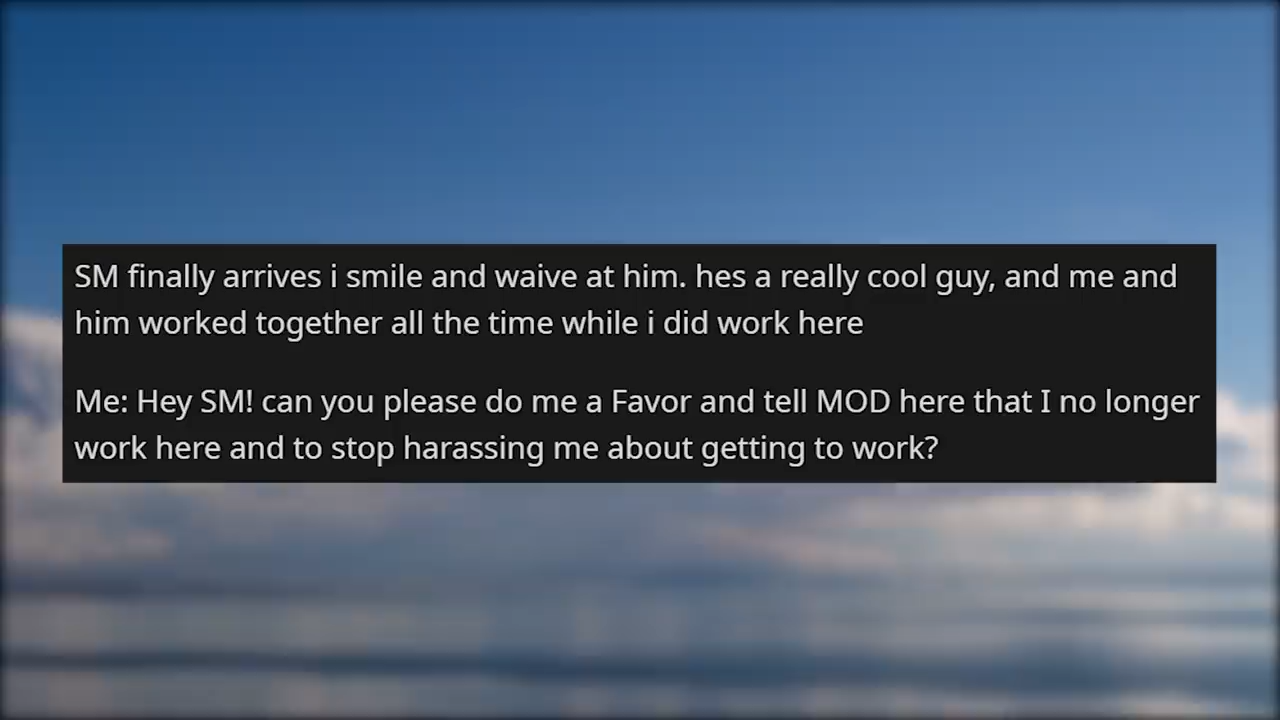 SM finally arrives i smile and waive at him. hes a really cool guy, and me and
him worked together all the time while i did work here
Me: Hey SM! can you please do me a Favor and tell MOD here that I no longer
work here and to stop harassing me about getting to work?